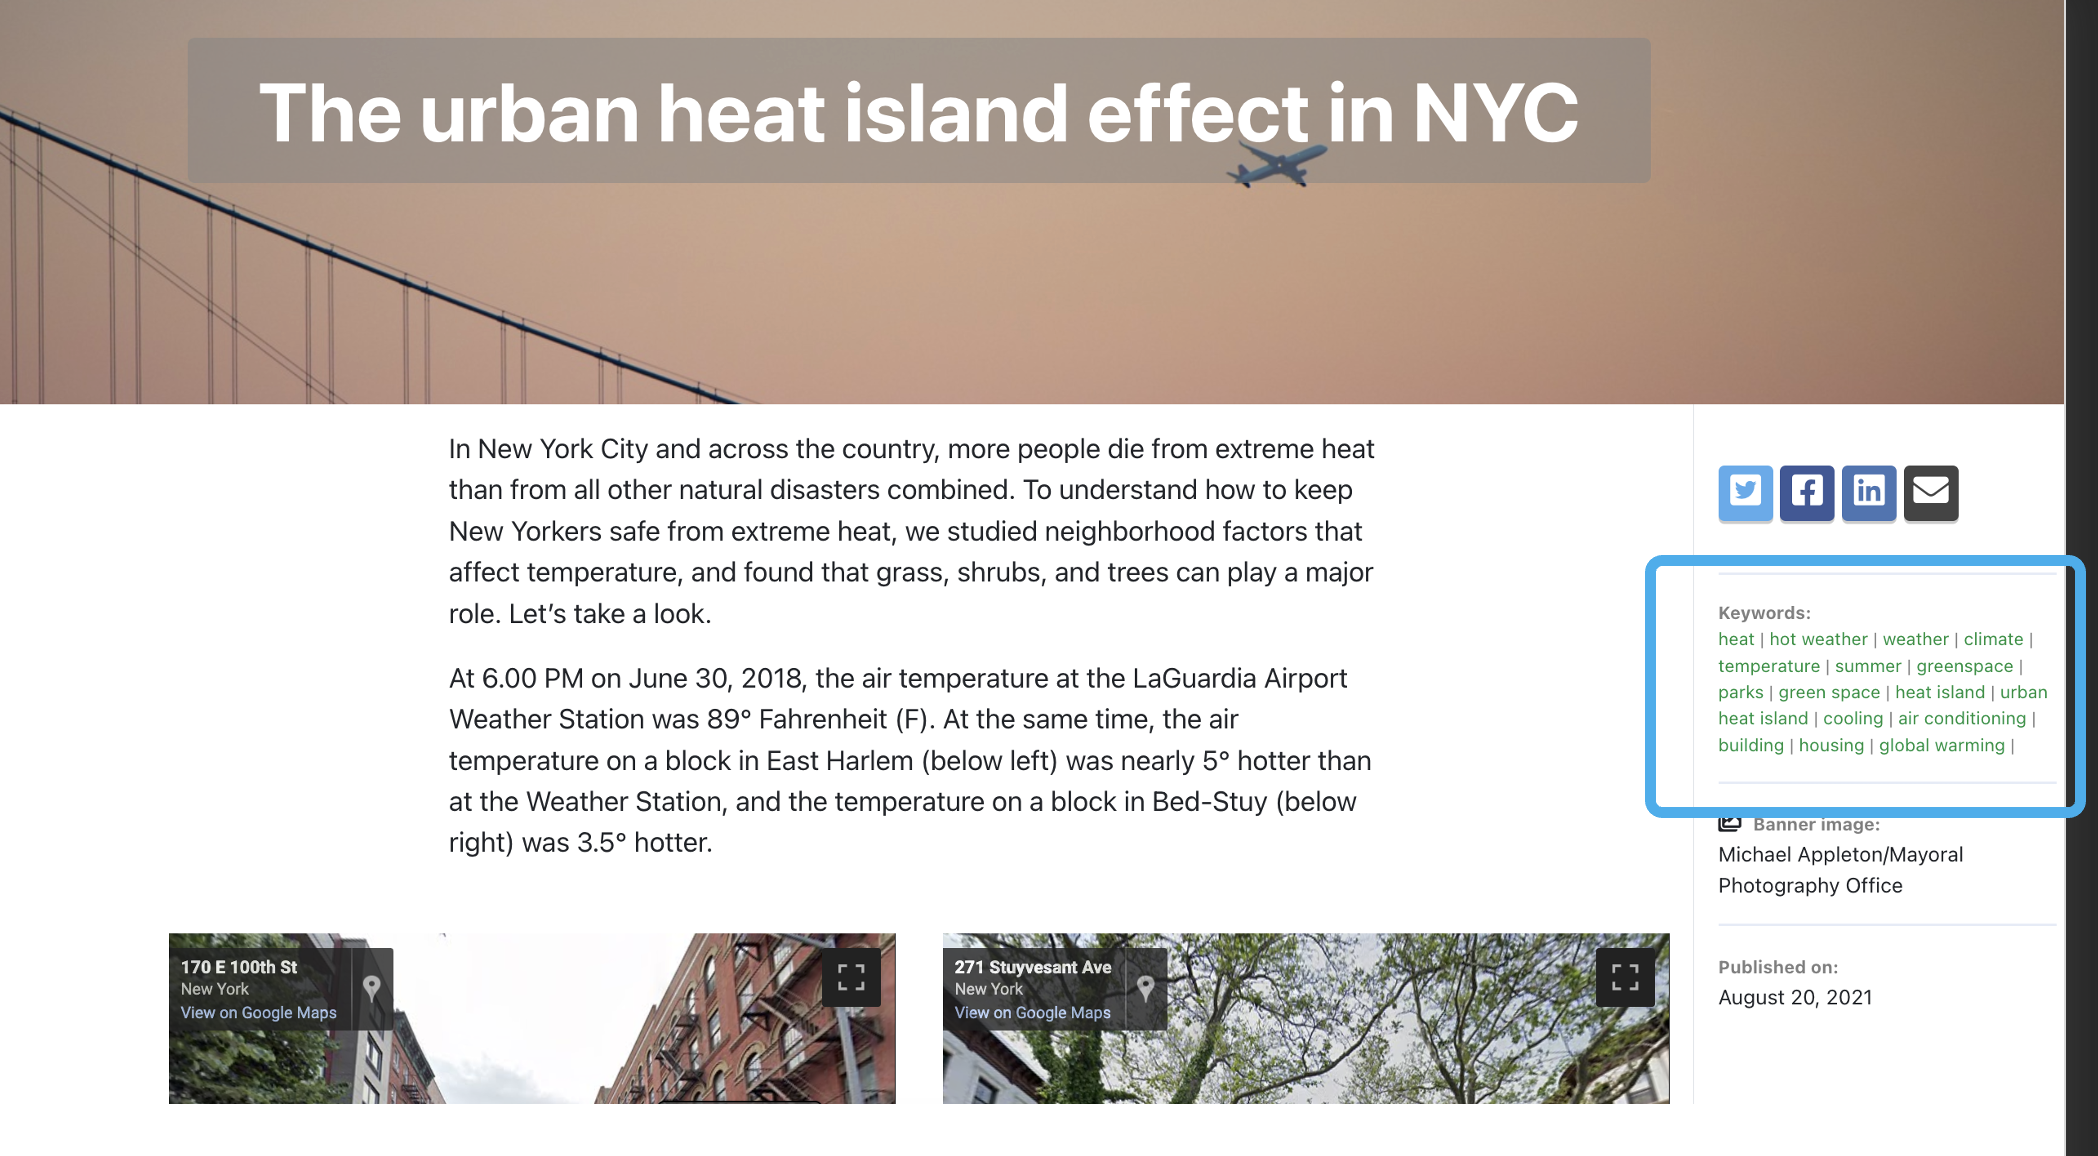 The urban heat island effect in NYC
In New York City and across the country, more people die from extreme heat
than from all other natural disasters combined. To understand how to keep
New Yorkers safe from extreme heat, we studied neighborhood factors that
affect temperature, and found that grass, shrubs, and trees can play a major
role. Let’s take a look.
At 6.00 PM on June 30, 2018, the air temperature at the LaGuardia Airport
Weather Station was 89° Fahrenheit (F). At the same time, the air
temperature on a block in East Harlem (below left) was nearly 5° hotter than
at the Weather Station, and the temperature on a block in Bed-Stuy (below
right) was 3.5° hotter.
170 E 100th St
New York
View on Google Maps
271 Stuyvesant Ave
New York
View on Google Maps
Keywords:
heat | hot weather | weather | climate |
temperature | summer | greenspace |
parks | green space | heat island | urban
heat island | cooling | air conditioning |
building | housing | global warming |
Banner image:
Michael Appleton/Mayoral
Photography Office
Published on:
August 20, 2021